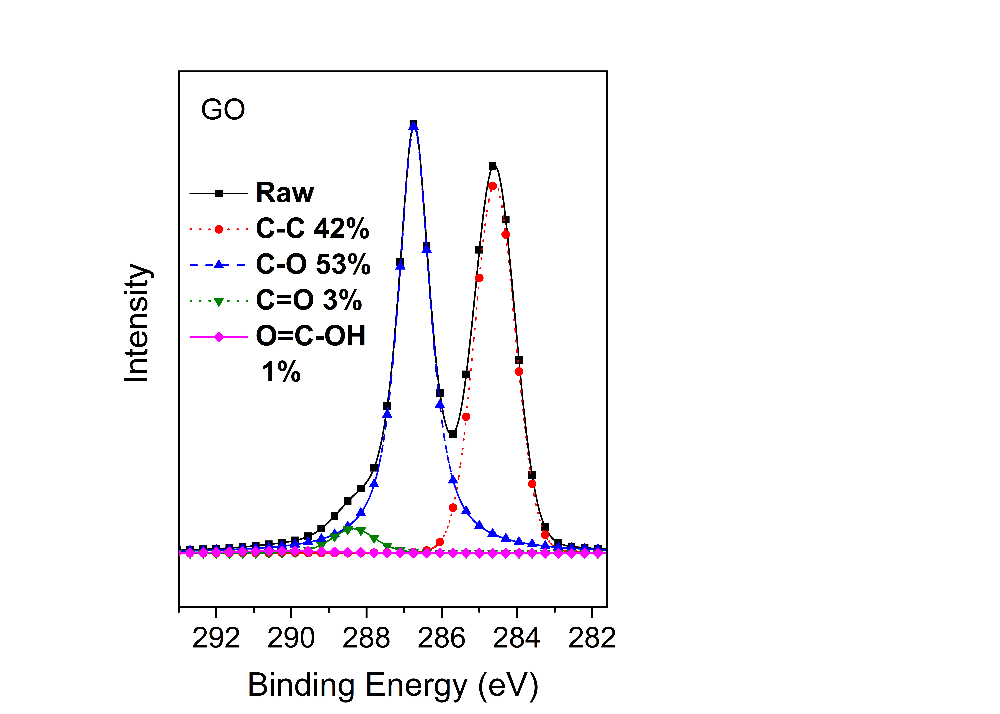 GO
Raw
C-C 42%
C-O 53%
C=O 3%
O=C-OH
1%
Intensity
292 290 288 286 284 282
Binding Energy (eV)